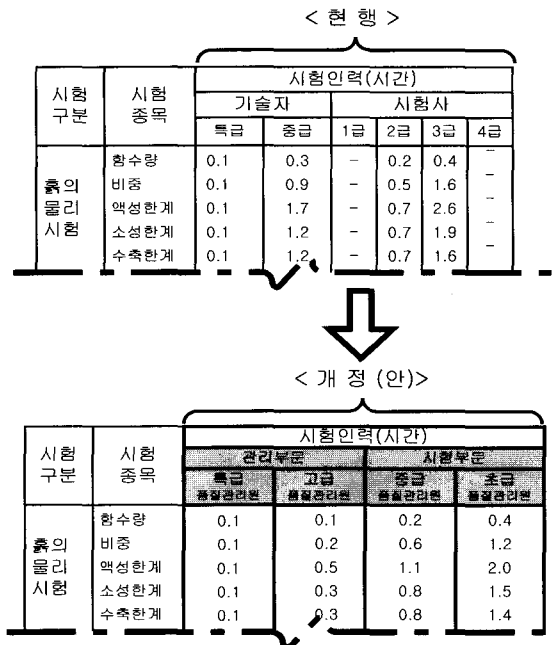 < 현 행 >
시험 구분 시험 종목 시험인력(시간)
기술자 시험사
특급 중급 1급 2급 3급 4급
흙의 물리 시험
함수량 0.1 0.3 - 0.2 0.4 -
비중 0.1 0.9 - 0.5 1.6 -
액성한계 0.1 1.7 - 0.7 2.6 -
소성한계 0.1 1.2 - 0.7 1.9 -
수축한계 0.1 1.2 - 0.7 1.6 -
< 개 정 (안)>
시험 구분 시험 종목 시험인력(시간)
관리부문 시험부문
특급 품질관리원 고급 품질관리원 중급 품질관리원 초급 품질관리원
흙의 물리 시험
함수량 0.1 0.1 0.2 0.4
비중 0.1 0.2 0.6 1.2
액성한계 0.1 0.5 1.1 2.0
소성한계 0.1 0.3 0.8 1.5
수축한계 0.1 0.3 0.8 1.4